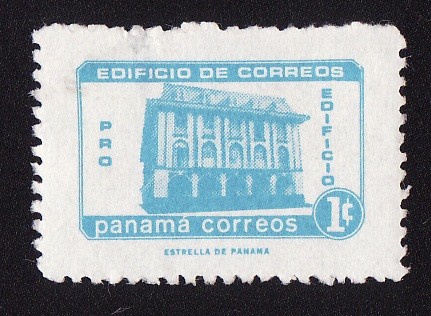 EDIFICIO DE CORREOS
PRO
EDIFICIO
panamá correos
1¢
ESTRELLA DE PANAMA